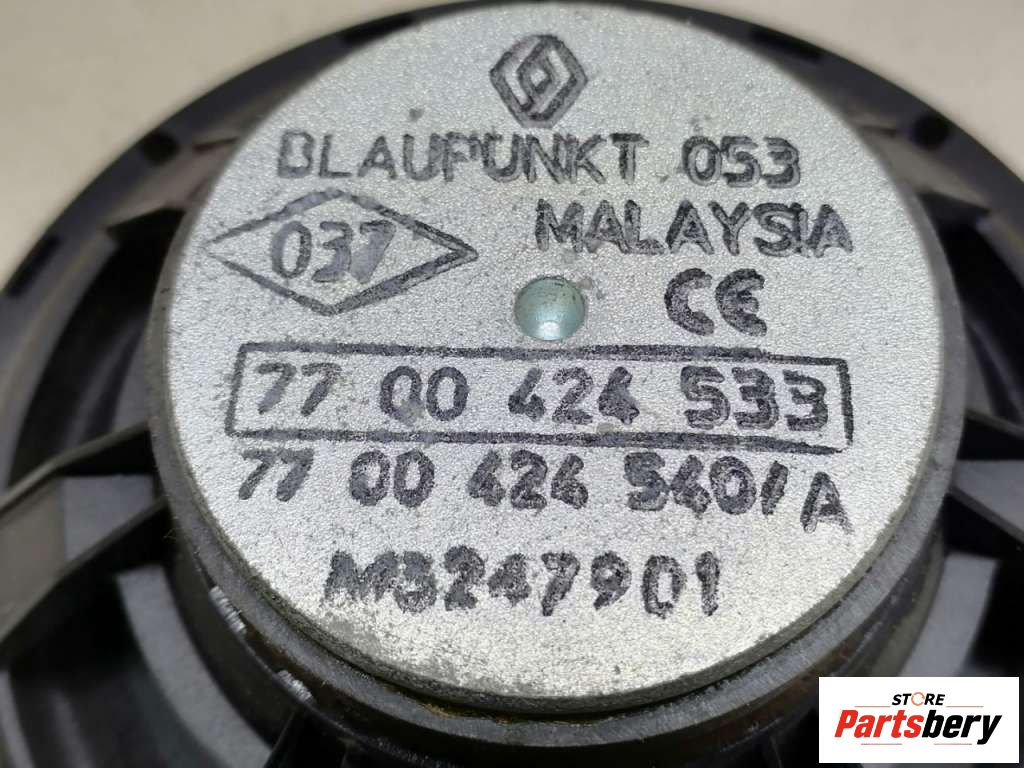 BLAUPUNKT 053
037 MALAYSIA
CE
77 00 424 533
77 00 424 540/A
M3247901
STORE
Partsbery